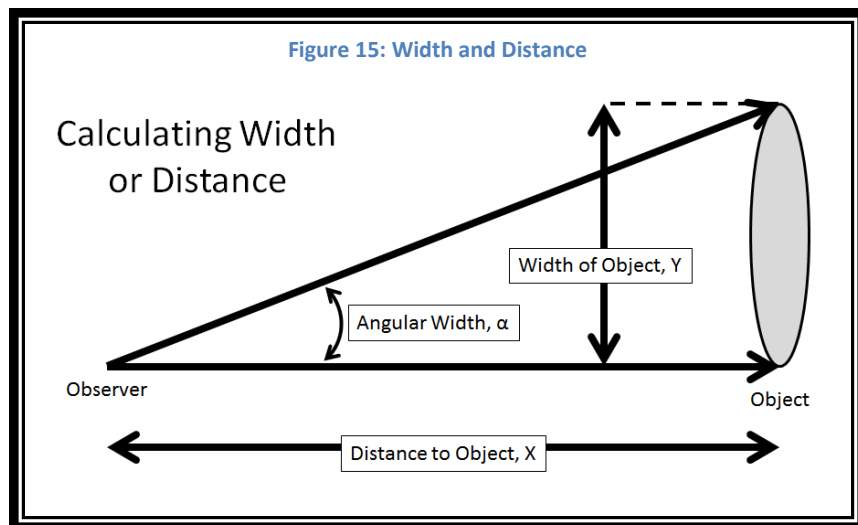 Figure 15: Width and Distance
Calculating Width
or Distance
Width of Object, Y
Angular Width, α
Observer
Object
Distance to Object, X